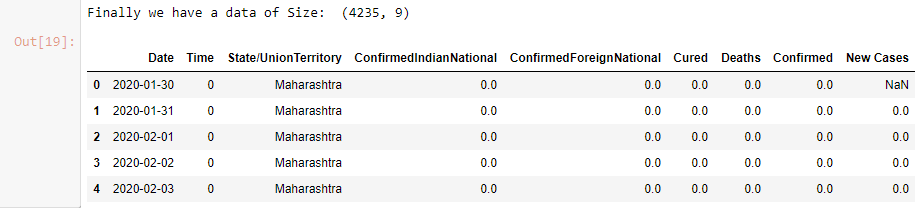 Finally we have a data of Size:  (4235, 9)
Out[19]:
Date Time State/UnionTerritory ConfirmedIndianNational ConfirmedForeignNational Cured Deaths Confirmed New Cases
0 2020-01-30 0 Maharashtra 0.0 0.0 0.0 0.0 0.0 NaN
1 2020-01-31 0 Maharashtra 0.0 0.0 0.0 0.0 0.0 0.0
2 2020-02-01 0 Maharashtra 0.0 0.0 0.0 0.0 0.0 0.0
3 2020-02-02 0 Maharashtra 0.0 0.0 0.0 0.0 0.0 0.0
4 2020-02-03 0 Maharashtra 0.0 0.0 0.0 0.0 0.0 0.0